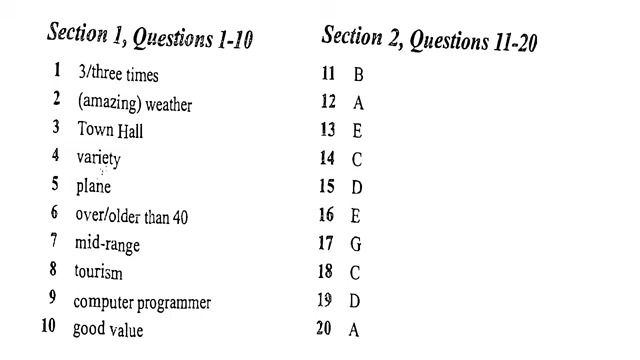 Section 1, Questions 1-10
1 3/three times
2 (amazing) weather
3 Town Hall
4 variety
5 plane
6 over/older than 40
7 mid-range
8 tourism
9 computer programmer
10 good value
Section 2, Questions 11-20
11 B
12 A
13 E
14 C
15 D
16 E
17 G
18 C
19 D
20 A